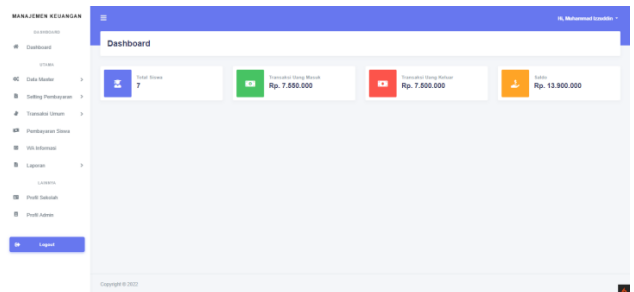 MANAJEMEN KEUANGAN
DASHBOARD
Dashboard
UTAMA
Data Master
Setting Pembayaran
Transaksi Umum
Pembayaran Siswa
WA Informasi
Laporan
LAINNYA
Profil Sekolah
Profil Admin
Logout
Hi, Muhammad Izzuddin
Dashboard
Total Siswa
7
Transaksi Uang Masuk
Rp. 7.550.000
Transaksi Uang Keluar
Rp. 7.500.000
Saldo
Rp. 13.900.000
Copyright © 2022